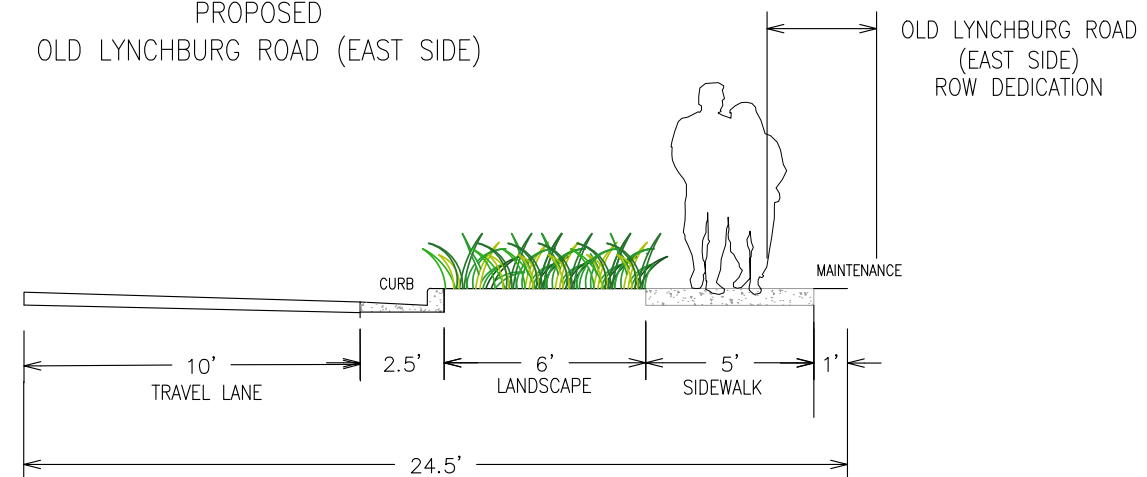 PROPOSED
OLD LYNCHBURG ROAD (EAST SIDE)
OLD LYNCHBURG ROAD
(EAST SIDE)
ROW DEDICATION
CURB
MAINTENANCE
10'
2.5'
6'
5'
1'
TRAVEL LANE
LANDSCAPE
SIDEWALK
24.5'